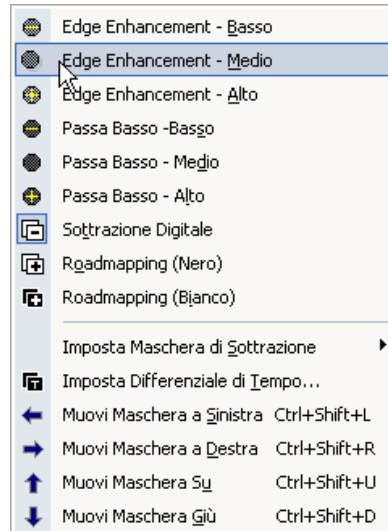 Edge Enhancement - Basso
Edge Enhancement - Medio
Edge Enhancement - Alto
Passa Basso -Basso
Passa Basso - Medio
Passa Basso - Alto
Sottrazione Digitale
Roadmapping (Nero)
Roadmapping (Bianco)
Imposta Maschera di Sottrazione
Imposta Differenziale di Tempo...
Muovi Maschera a Sinistra Ctrl+Shift+L
Muovi Maschera a Destra Ctrl+Shift+R
Muovi Maschera Su Ctrl+Shift+U
Muovi Maschera Giù Ctrl+Shift+D